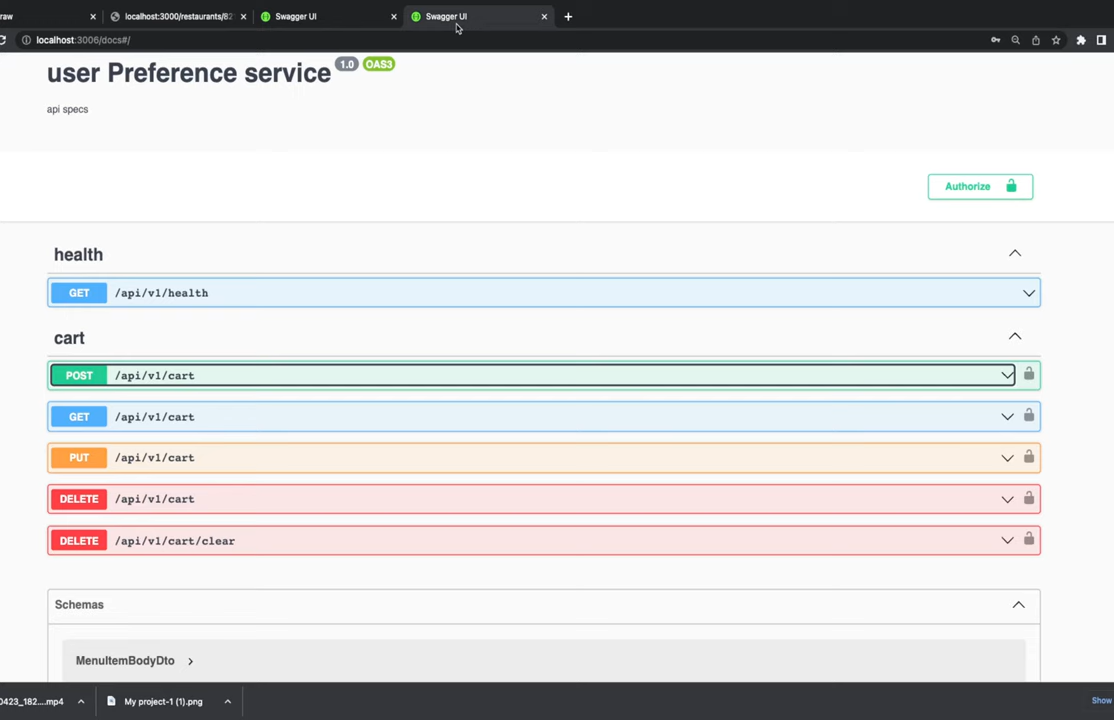 raw
localhost:3000/restaurants/82
Swagger UI
Swagger UI
localhost:3006/docs#/
user Preference service 1.0 OAS3
api specs
Authorize
health
GET /api/v1/health
cart
POST /api/v1/cart
GET /api/v1/cart
PUT /api/v1/cart
DELETE /api/v1/cart
DELETE /api/v1/cart/clear
Schemas
MenuItemBodyDto
0423_182....mp4
My project-1 (1).png
Show